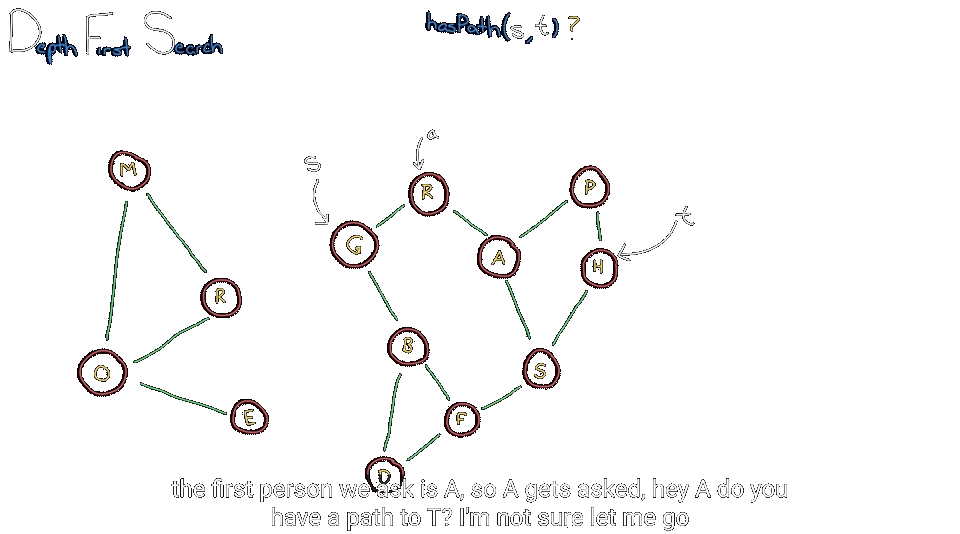 Depth First Search
hasPath(s, t) ?
a
S
M
R
P
t
G
A
H
R
B
O
S
E
F
D
the first person we ask is A, so A gets asked, hey A do you
have a path to T? I'm not sure let me go